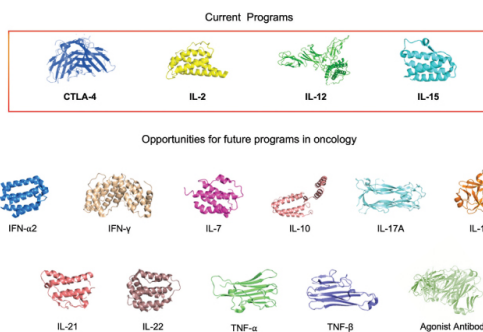 Current Programs
CTLA-4 IL-2 IL-12 IL-15
Opportunities for future programs in oncology
IFN-α2 IFN-γ IL-7 IL-10 IL-17A
IL-21 IL-22 TNF-α TNF-β Agonist